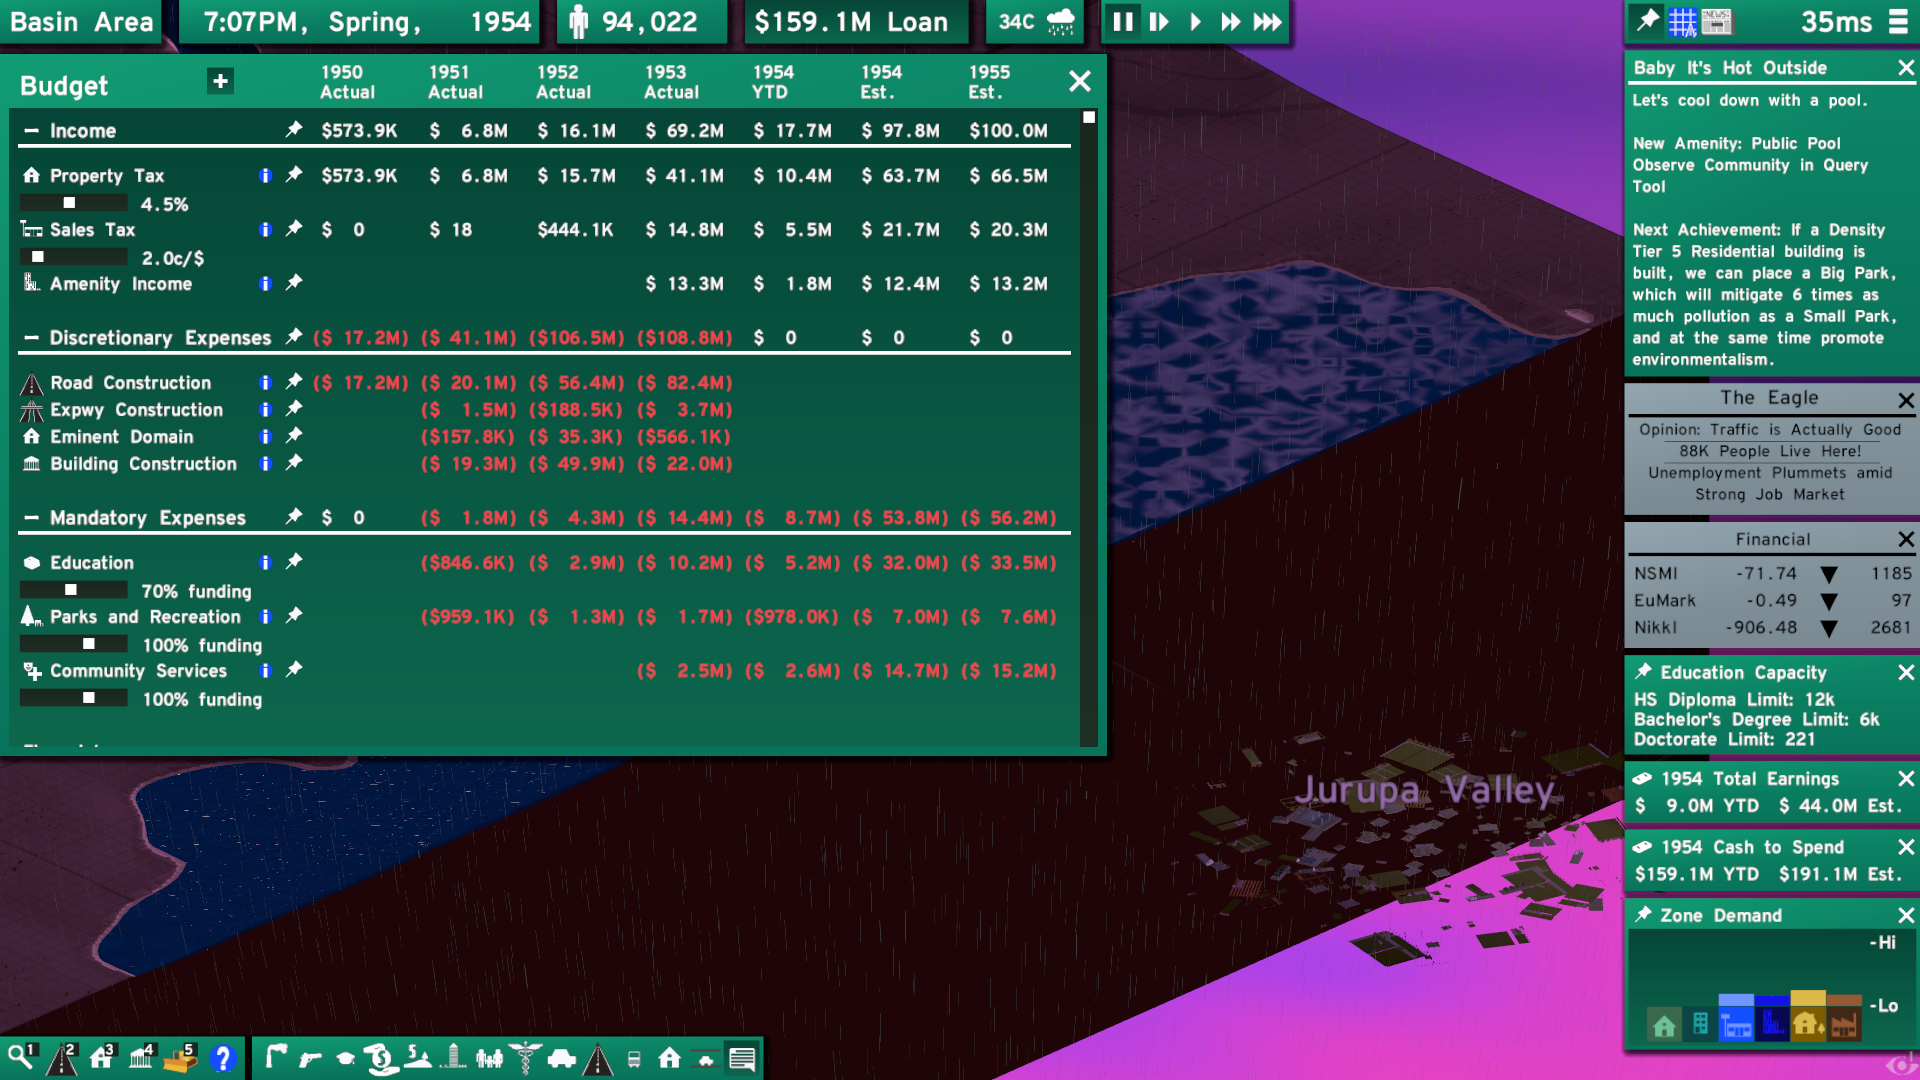 Basin Area
7:07PM, Spring, 1954
94,022
$159.1M Loan
34C
35ms
Budget
+
1950 Actual
1951 Actual
1952 Actual
1953 Actual
1954 YTD
1954 Est.
1955 Est.
Income $573.9K $ 6.8M $ 16.1M $ 69.2M $ 17.7M $ 97.8M $100.0M
Property Tax $573.9K $ 6.8M $ 15.7M $ 41.1M $ 10.4M $ 63.7M $ 66.5M
4.5%
Sales Tax $ 0 $ 18 $444.1K $ 14.8M $ 5.5M $ 21.7M $ 20.3M
2.0c/$
Amenity Income $ 13.3M $ 1.8M $ 12.4M $ 13.2M
Discretionary Expenses ($ 17.2M) ($ 41.1M) ($106.5M) ($108.8M) $ 0 $ 0 $ 0
Road Construction ($ 17.2M) ($ 20.1M) ($ 56.4M) ($ 82.4M)
Expwy Construction ($ 1.5M) ($188.5K) ($ 3.7M)
Eminent Domain ($157.8K) ($ 35.3K) ($566.1K)
Building Construction ($ 19.3M) ($ 49.9M) ($ 22.0M)
Mandatory Expenses $ 0 ($ 1.8M) ($ 4.3M) ($ 14.4M) ($ 8.7M) ($ 53.8M) ($ 56.2M)
Education ($846.6K) ($ 2.9M) ($ 10.2M) ($ 5.2M) ($ 32.0M) ($ 33.5M)
70% funding
Parks and Recreation ($959.1K) ($ 1.3M) ($ 1.7M) ($978.0K) ($ 7.0M) ($ 7.6M)
100% funding
Community Services ($ 2.5M) ($ 2.6M) ($ 14.7M) ($ 15.2M)
100% funding
Jurupa Valley
Baby It's Hot Outside
Let's cool down with a pool.
New Amenity: Public Pool
Observe Community in Query
Tool
Next Achievement: If a Density
Tier 5 Residential building is
built, we can place a Big Park,
which will mitigate 6 times as
much pollution as a Small Park,
and at the same time promote
environmentalism.
The Eagle
Opinion: Traffic is Actually Good
88K People Live Here!
Unemployment Plummets amid
Strong Job Market
Financial
NSMI -71.74 ▼ 1185
EuMark -0.49 ▼ 97
NikkI -906.48 ▼ 2681
Education Capacity
HS Diploma Limit: 12k
Bachelor's Degree Limit: 6k
Doctorate Limit: 221
1954 Total Earnings
$ 9.0M YTD $ 44.0M Est.
1954 Cash to Spend
$159.1M YTD $191.1M Est.
Zone Demand
-Hi
-Lo
1 2 3 4 5 ?